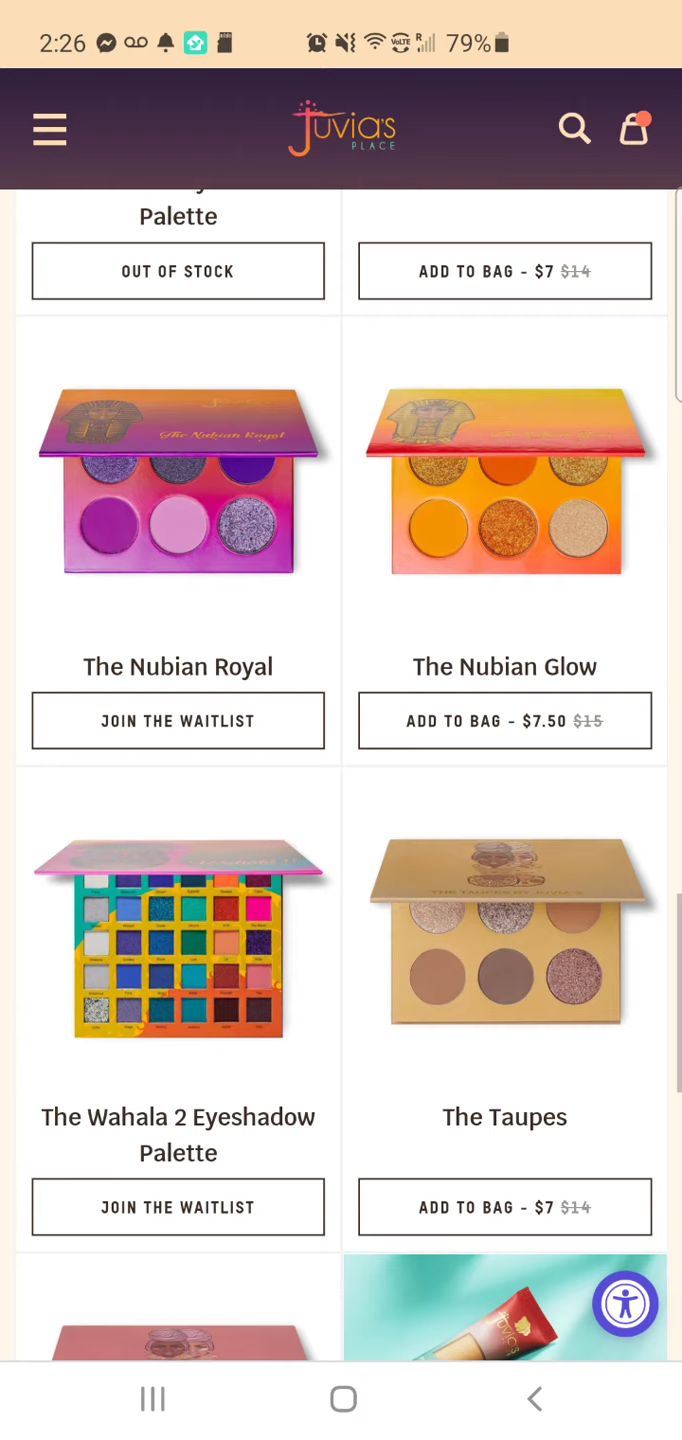 2:26
79%
Juvia's
PLACE
Palette
OUT OF STOCK
ADD TO BAG - $7 $14
The Nubian Royal
The Nubian Royal
JOIN THE WAITLIST
The Nubian Glow
ADD TO BAG - $7.50 $15
THE TAUPES BY JUVIA'S
The Wahala 2 Eyeshadow
Palette
JOIN THE WAITLIST
The Taupes
ADD TO BAG - $7 $14
Juvia's